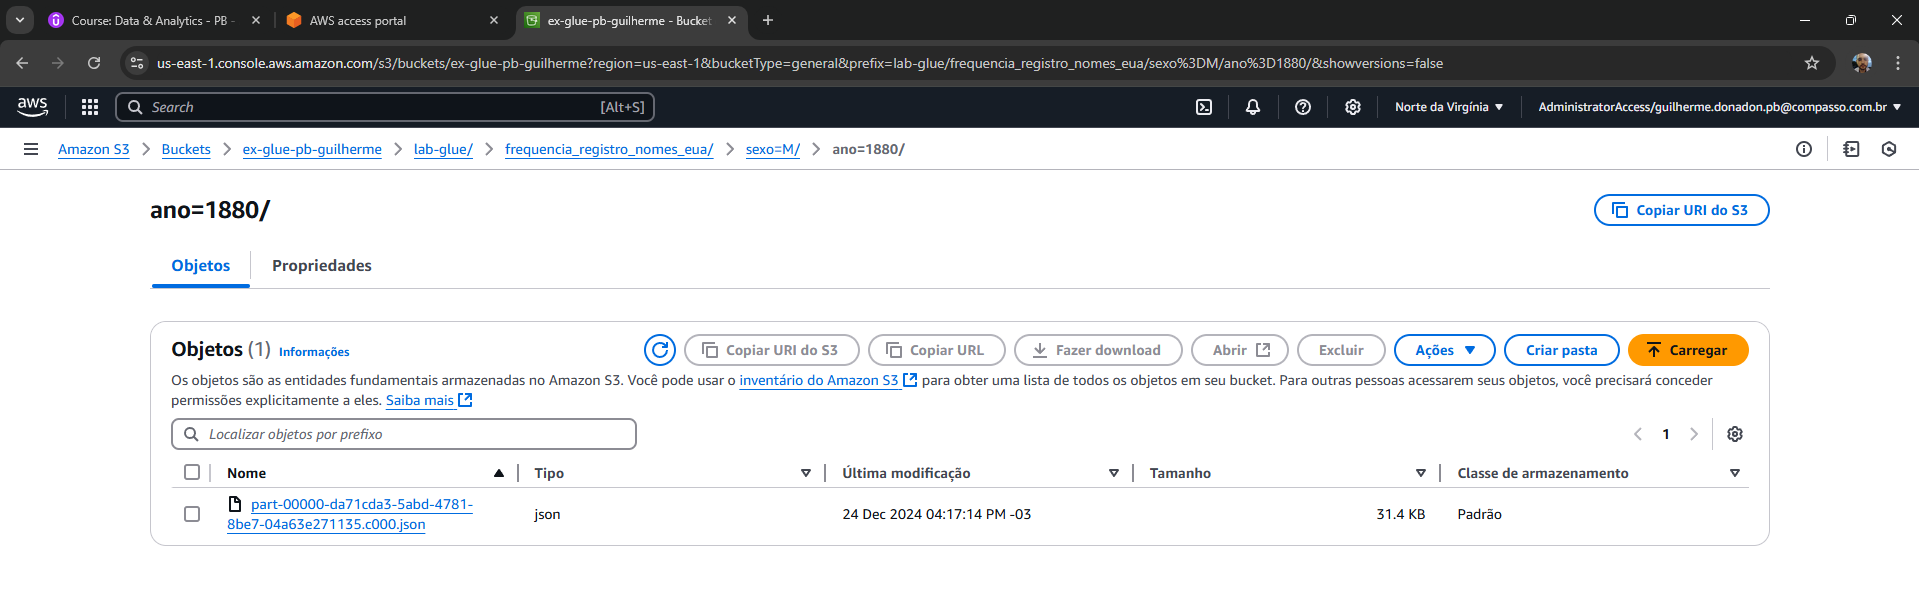 Course: Data & Analytics - PB -
AWS access portal
ex-glue-pb-guilherme - Bucket
us-east-1.console.aws.amazon.com/s3/buckets/ex-glue-pb-guilherme?region=us-east-1&bucketType=general&prefix=lab-glue/frequencia_registro_nomes_eua/sexo%3DM/ano%3D1880/&showversions=false
aws
Search
[Alt+S]
Norte da Virgínia
AdministratorAccess/guilherme.donadon.pb@compasso.com.br
Amazon S3
Buckets
ex-glue-pb-guilherme
lab-glue/
frequencia_registro_nomes_eua/
sexo=M/
ano=1880/
ano=1880/
Copiar URI do S3
Objetos
Propriedades
Objetos (1) Informações
Copiar URI do S3
Copiar URL
Fazer download
Abrir
Excluir
Ações
Criar pasta
Carregar
Os objetos são as entidades fundamentais armazenadas no Amazon S3. Você pode usar o inventário do Amazon S3 para obter uma lista de todos os objetos em seu bucket. Para outras pessoas acessarem seus objetos, você precisará conceder
permissões explicitamente a eles. Saiba mais
Localizar objetos por prefixo
1
Nome
Tipo
Última modificação
Tamanho
Classe de armazenamento
part-00000-da71cda3-5abd-4781-
8be7-04a63e271135.c000.json
json
24 Dec 2024 04:17:14 PM -03
31.4 KB
Padrão